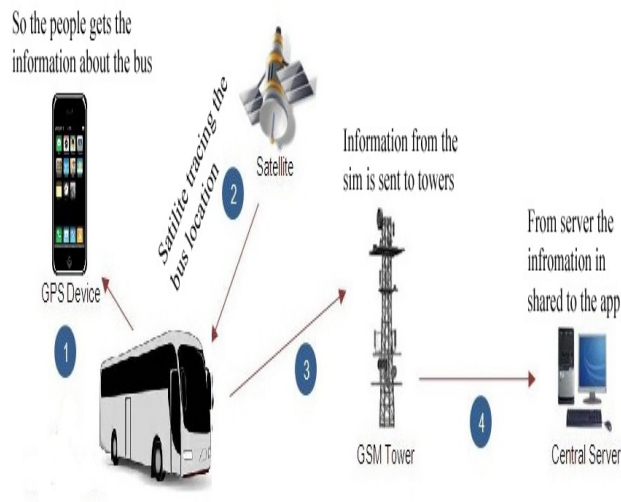 So the people gets the
information about the bus
GPS Device
1
Satilite tracing the
bus location
2
Satellite
3
Information from the
sim is sent to towers
GSM Tower
4
From server the
infromation in
shared to the app
Central Server